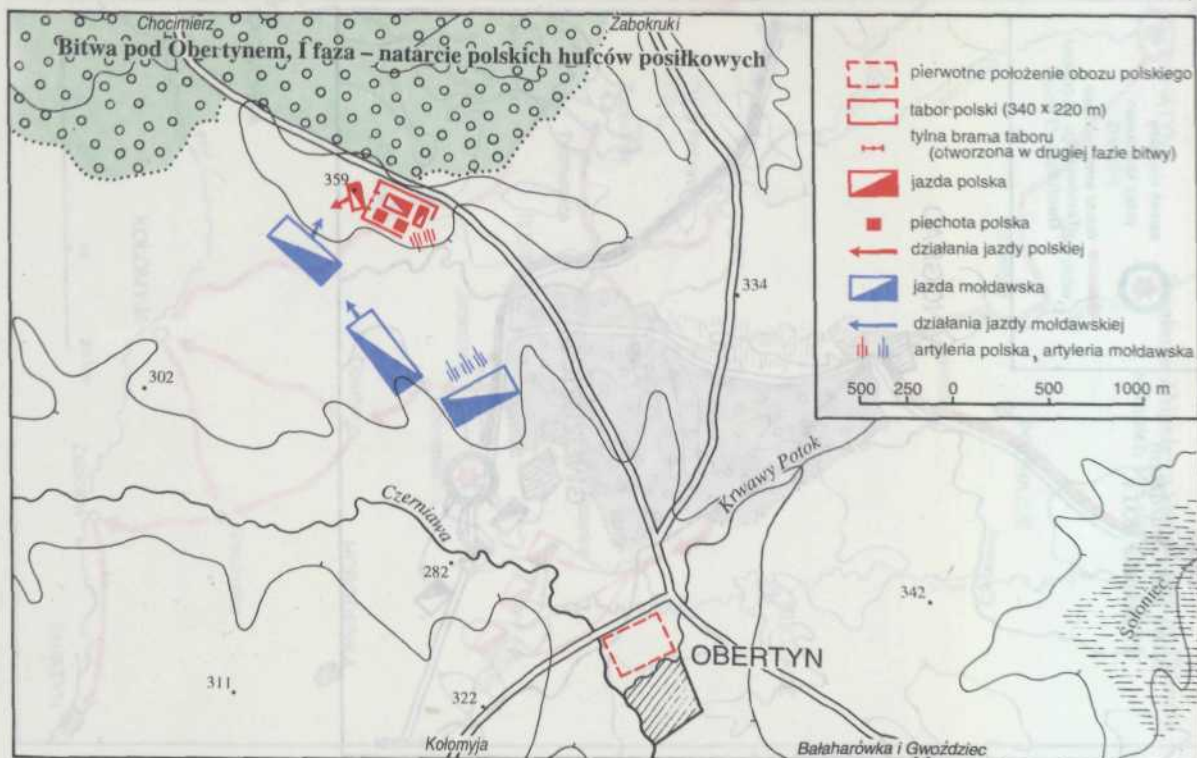 Chocimierz
Żabokruki
Bitwa pod Obertynem, I faza – natarcie polskich hufców posiłkowych
pierwotne położenie obozu polskiego
tabor polski (340 x 220 m)
tylna brama taboru
(otworzona w drugiej fazie bitwy)
jazda polska
piechota polska
działania jazdy polskiej
jazda mołdawska
działania jazdy mołdawskiej
artyleria polska, artyleria mołdawska
500 250 0 500 1000 m
359
334
302
Krwawy Potok
Czerniawa
282
342
Sołoniec
OBERTYN
311
322
Kołomyja
Bałaharówka i Gwoździec